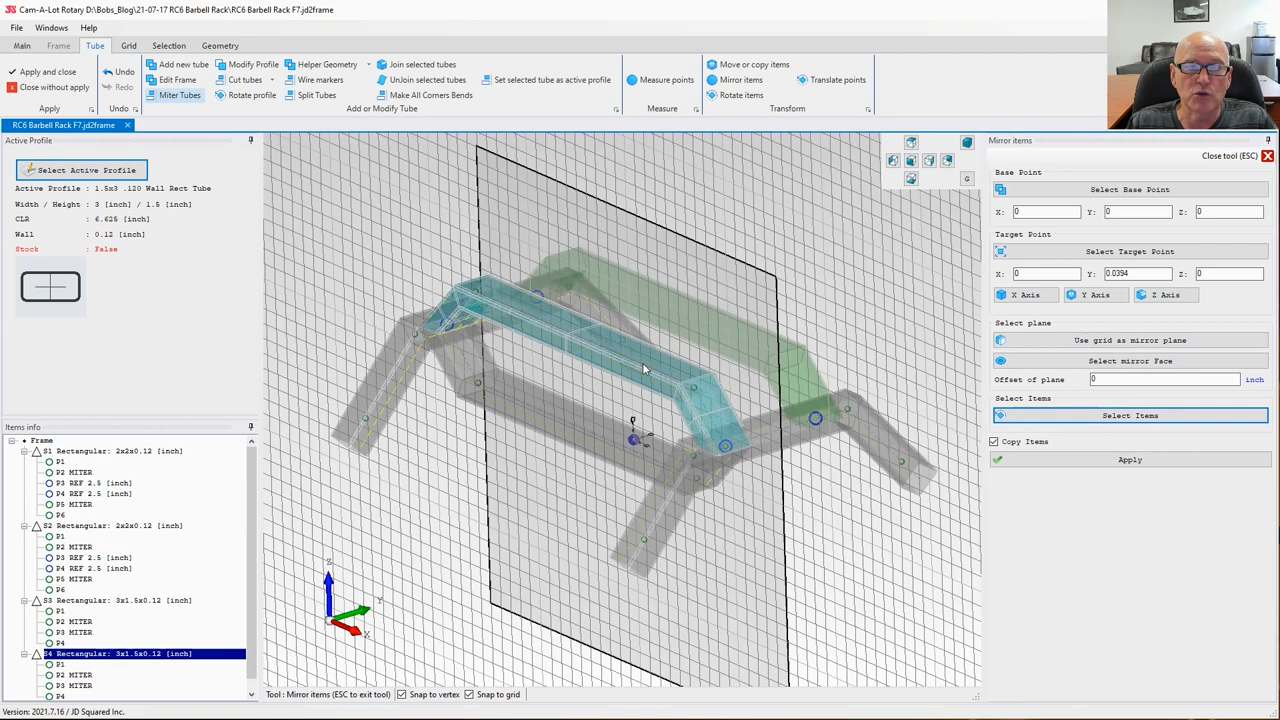 Cam-A-Lot Rotary D:\Bobs_Blog\21-07-17 RC6 Barbell Rack\RC6 Barbell Rack F7.jd2frame
File Windows Help
Main Frame Tube Grid Selection Geometry
Apply and close
Close without apply
Apply
Undo
Redo
Undo
Add new tube
Edit Frame
Miter Tubes
Modify Profile
Cut tubes
Rotate profile
Helper Geometry
Wire markers
Split Tubes
Join selected tubes
UnJoin selected tubes
Make All Corners Bends
Set selected tube as active profile
Add or Modify Tube
Measure points
Measure
Move or copy items
Mirror items
Rotate items
Translate points
Transform
RC6 Barbell Rack F7.jd2frame
Active Profile
Select Active Profile
Active Profile : 1.5x3 .120 Wall Rect Tube
Width / Height : 3 [inch] / 1.5 [inch]
CLR : 6.625 [inch]
Wall : 0.12 [inch]
Stock : False
Items info
Frame
S1 Rectangular: 2x2x0.12 [inch]
P1
P2 MITER
P3 REF 2.5 [inch]
P4 REF 2.5 [inch]
P5 MITER
P6
S2 Rectangular: 2x2x0.12 [inch]
P1
P2 MITER
P3 REF 2.5 [inch]
P4 REF 2.5 [inch]
P5 MITER
P6
S3 Rectangular: 3x1.5x0.12 [inch]
P1
P2 MITER
P3 MITER
P4
S4 Rectangular: 3x1.5x0.12 [inch]
P1
P2 MITER
P3 MITER
P4
G
Z
Y
X
Tool : Mirror items (ESC to exit tool) Snap to vertex Snap to grid
Mirror items
Close tool (ESC)
Base Point
Select Base Point
X: 0 Y: 0 Z: 0
Target Point
Select Target Point
X: 0 Y: 0.0394 Z: 0
X Axis Y Axis Z Axis
Select plane
Use grid as mirror plane
Select mirror Face
Offset of plane 0 inch
Select Items
Select Items
Copy Items
Apply
Version: 2021.7.16 / JD Squared Inc.